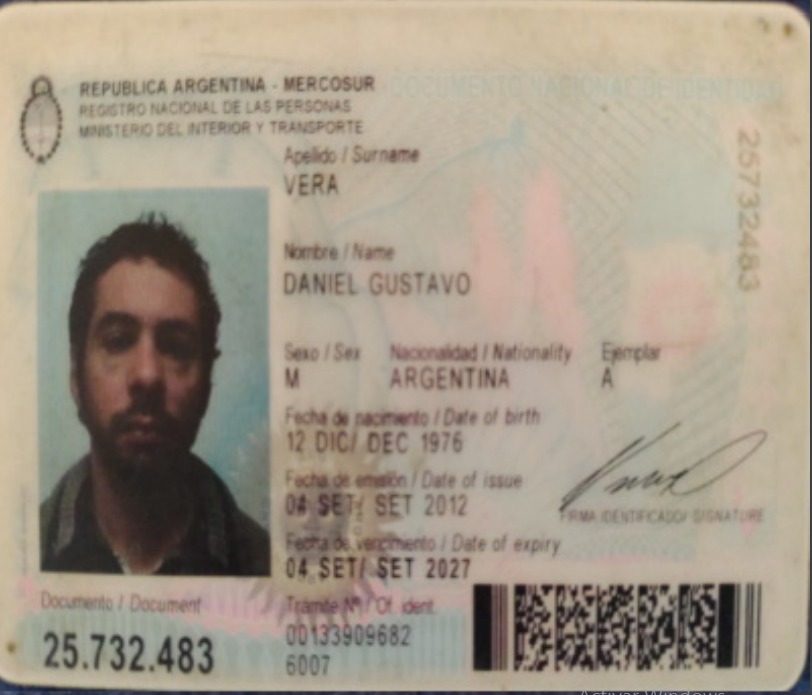 DOCUMENTO NACIONAL DE IDENTIDAD
REPUBLICA ARGENTINA - MERCOSUR
REGISTRO NACIONAL DE LAS PERSONAS
MINISTERIO DEL INTERIOR Y TRANSPORTE
Apellido / Surname
VERA
25732483
Nombre / Name
DANIEL GUSTAVO
Sexo / Sex Nacionalidad / Nationality Ejemplar
M ARGENTINA A
Fecha de nacimiento / Date of birth
12 DIC/ DEC 1976
Fecha de emisión / Date of issue
04 SET/ SET 2012
FIRMA IDENTIFICADO/ SIGNATURE
Fecha de vencimiento / Date of expiry
04 SET/ SET 2027
Documento / Document Trámite Nº / Of. ident.
25.732.483 00133909682
6007
Activar Windows